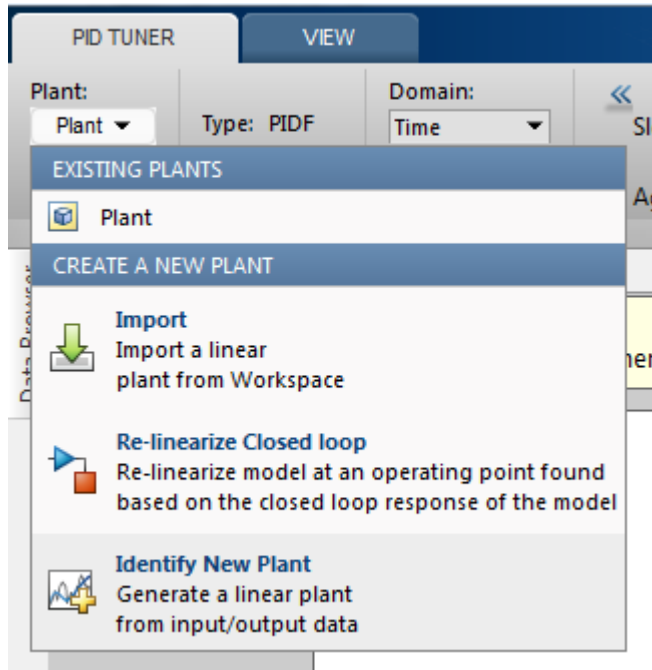 PID TUNER VIEW
Plant: Domain:
Plant Type: PIDF Time
EXISTING PLANTS
Plant
CREATE A NEW PLANT
Data Browser
Import
Import a linear
plant from Workspace
Re-linearize Closed loop
Re-linearize model at an operating point found
based on the closed loop response of the model
Identify New Plant
Generate a linear plant
from input/output data